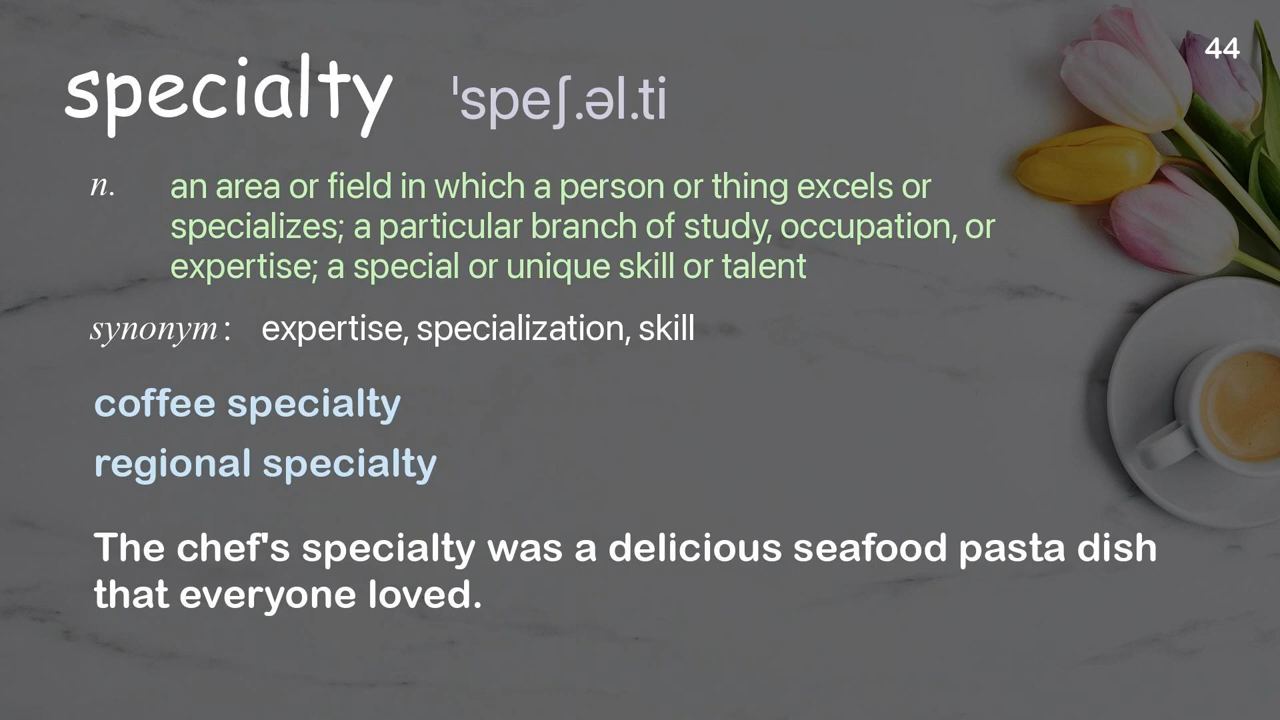 44
specialty ˈspeʃ.əl.ti
n. an area or field in which a person or thing excels or
specializes; a particular branch of study, occupation, or
expertise; a special or unique skill or talent
synonym: expertise, specialization, skill
coffee specialty
regional specialty
The chef's specialty was a delicious seafood pasta dish
that everyone loved.